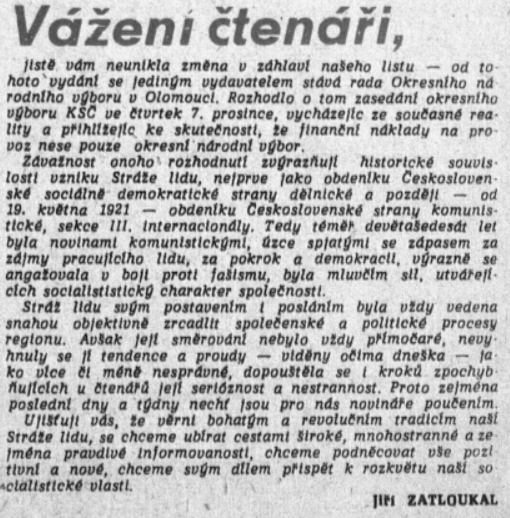 Vážení čtenáři,
jistě vám neunikla změna v záhlaví našeho listu — od to-
hoto vydání se jediným vydavatelem stává rada Okresního ná-
rodního výboru v Olomouci. Rozhodlo o tom zasedání okresního
výboru KSČ ve čtvrtek 7. prosince, vycházejíc ze současné rea-
lity a přihlížejíc ke skutečnosti, že finanční náklady na pro-
voz nese pouze okresní národní výbor.
Závažnost onoho rozhodnutí zvýrazňují historické souvis-
losti vzniku Stráže lidu, nejprve jako obdeníku Českosloven-
ské sociálně demokratické strany dělnické a později — od
19. května 1921 — obdeníku Československé strany komunis-
tické, sekce III. internacionály. Tedy téměř devětašedesát let
byla novinami komunistickými, úzce spjatými se zápasem za
zájmy pracujícího lidu, za pokrok a demokracii, výrazně se
angažovala v boji proti fašismu, byla mluvčím sil, utvářejí-
cích socialististický charakter společnosti.
Stráž lidu svým postavením i posláním byla vždy vedena
snahou objektivně zrcadlit společenské a politické procesy
regionu. Avšak její směrování nebylo vždy přímočaré, nevy-
hnuly se jí tendence a proudy — viděny očima dneška — ja-
ko více či méně nesprávné, dopouštěla se i kroků zpochyb-
ňujících u čtenářů její serióznost a nestrannost. Proto zejména
poslední dny a týdny nechť jsou pro nás novináře poučením.
Ujišťuji vás, že věrni bohatým a revolučním tradicím naší
Stráže lidu, se chceme ubírat cestami široké, mnohostranné a ze-
jména pravdivé informovanosti, chceme podněcovat vše pozi-
tivní a nové, chceme svým dílem přispět k rozkvětu naší so-
cialistické vlasti.
Jiří ZATLOUKAL